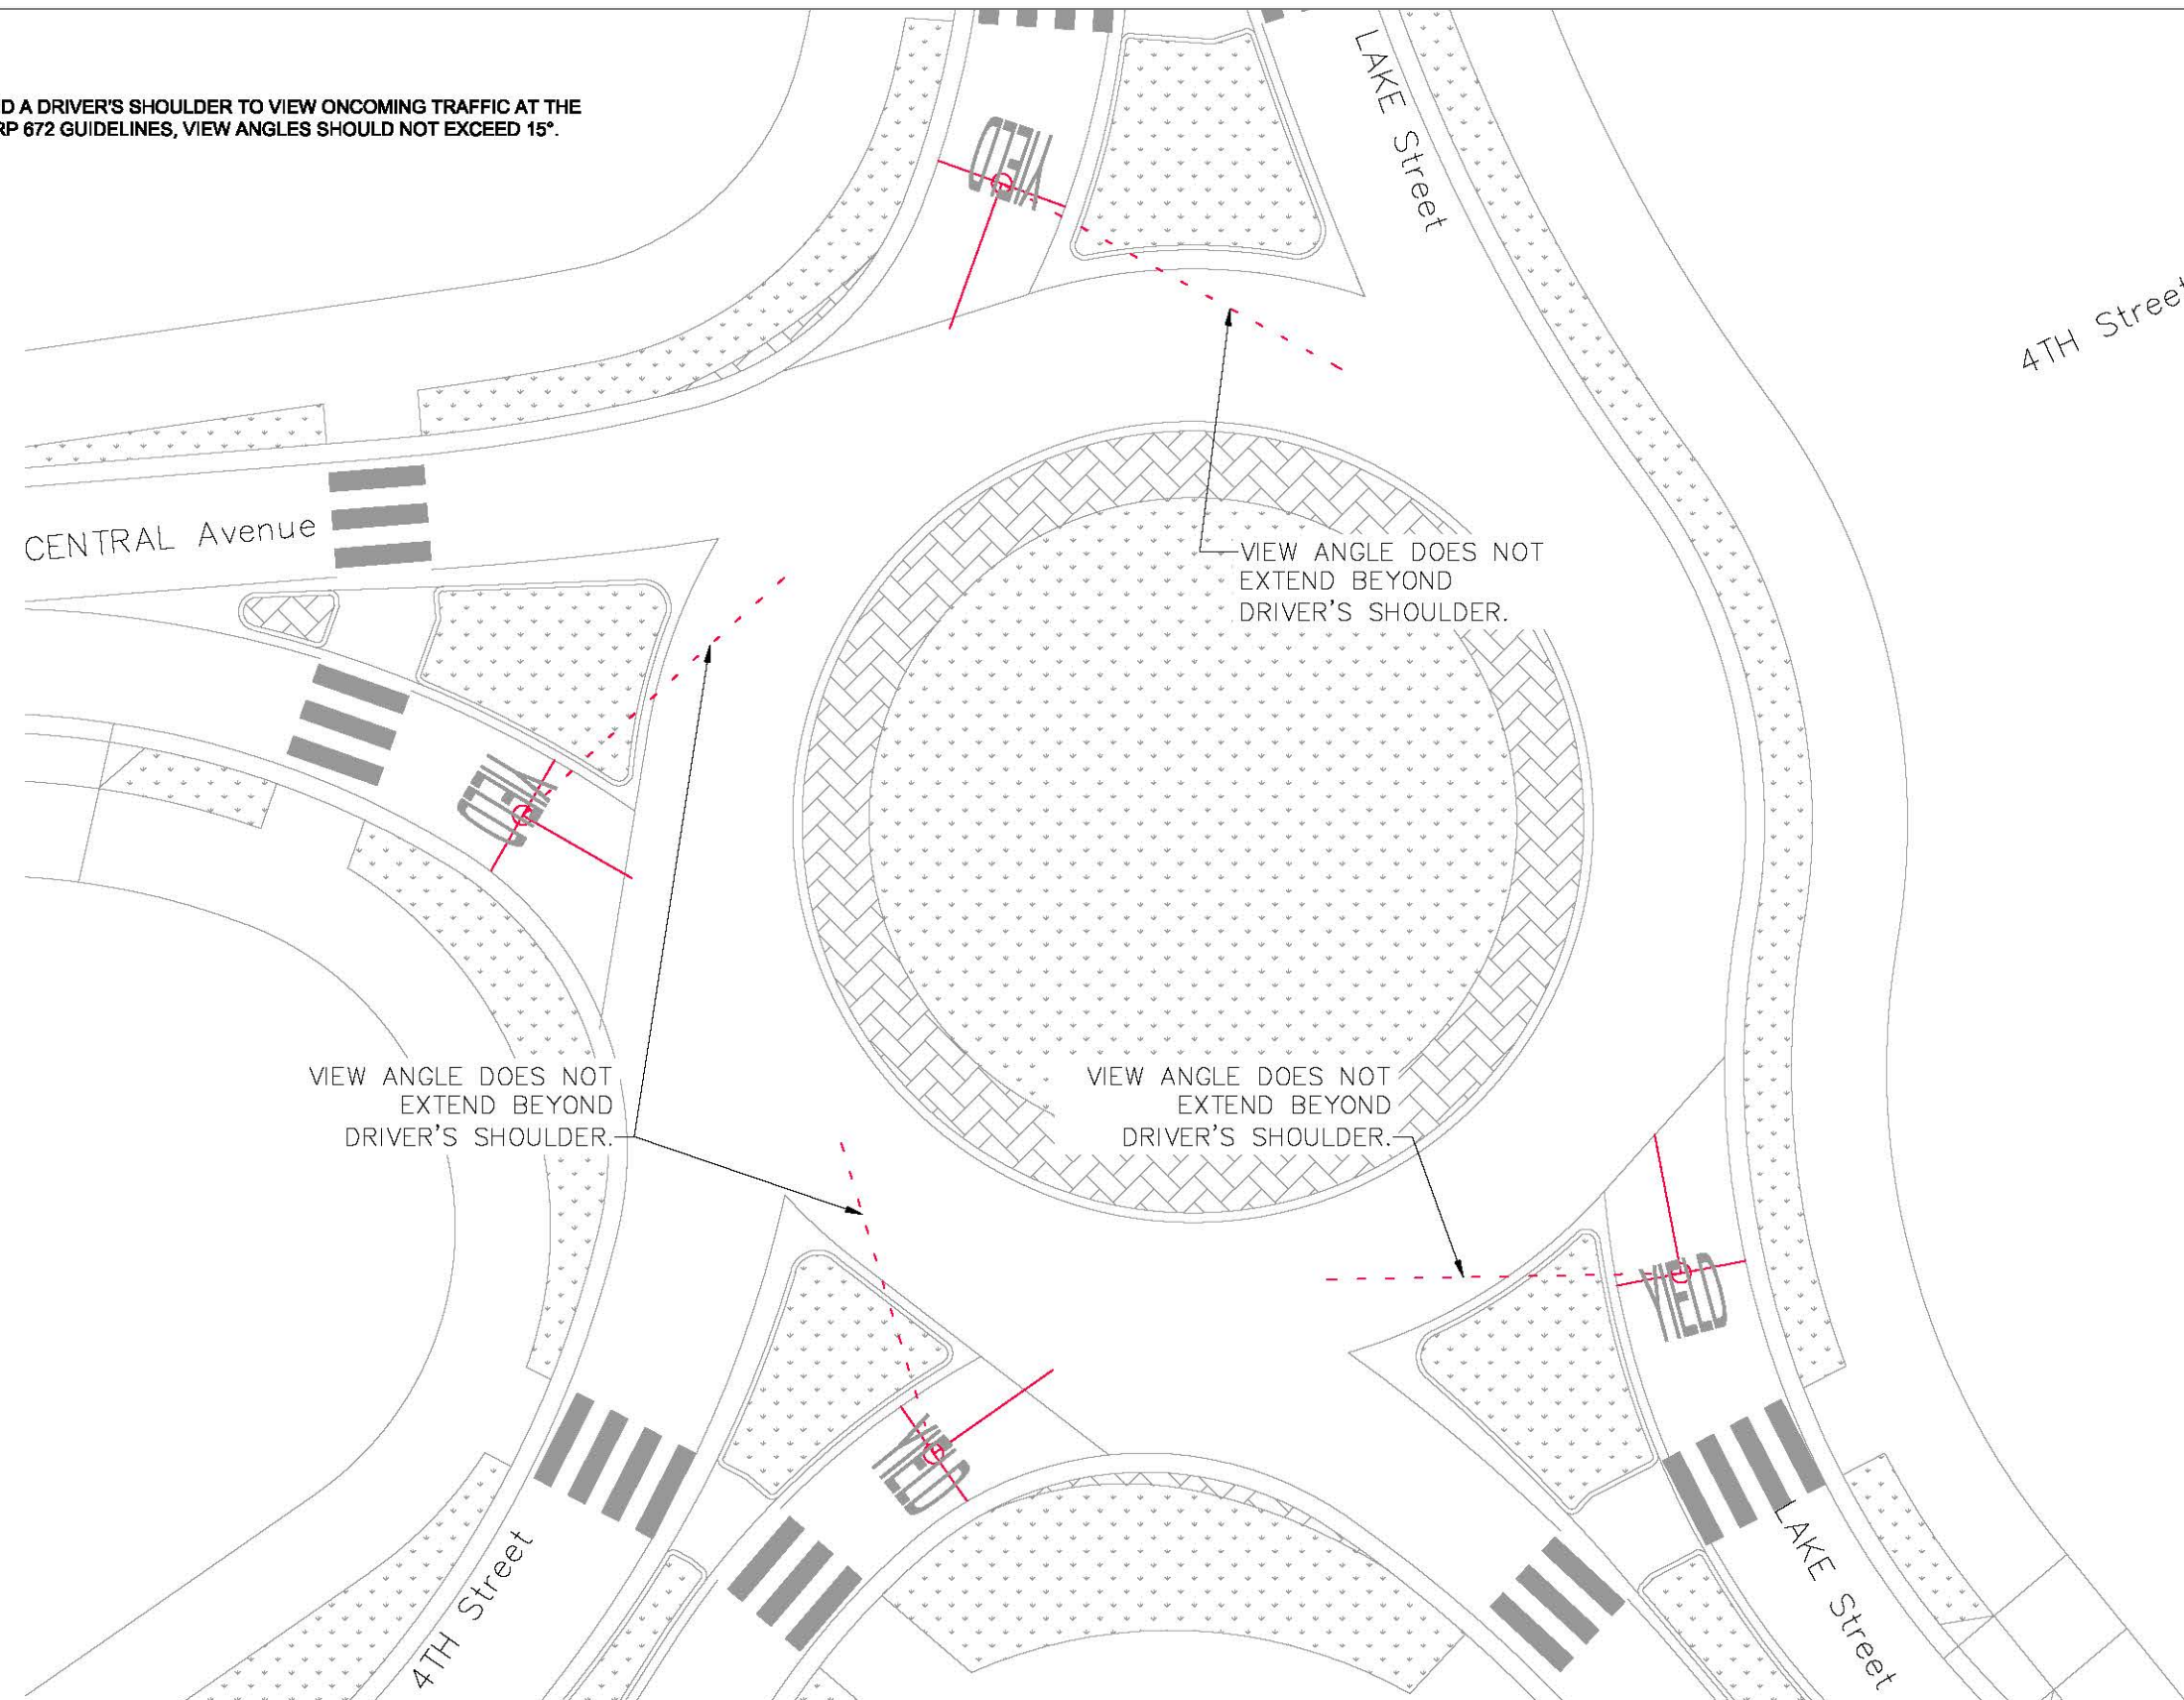 D A DRIVER'S SHOULDER TO VIEW ONCOMING TRAFFIC AT THE
RP 672 GUIDELINES, VIEW ANGLES SHOULD NOT EXCEED 15°.
LAKE Street
YIELD
4TH Street
CENTRAL Avenue
VIEW ANGLE DOES NOT
EXTEND BEYOND
DRIVER'S SHOULDER.
YIELD
VIEW ANGLE DOES NOT
EXTEND BEYOND
DRIVER'S SHOULDER.
VIEW ANGLE DOES NOT
EXTEND BEYOND
DRIVER'S SHOULDER.
YIELD
YIELD
4TH Street
LAKE Street